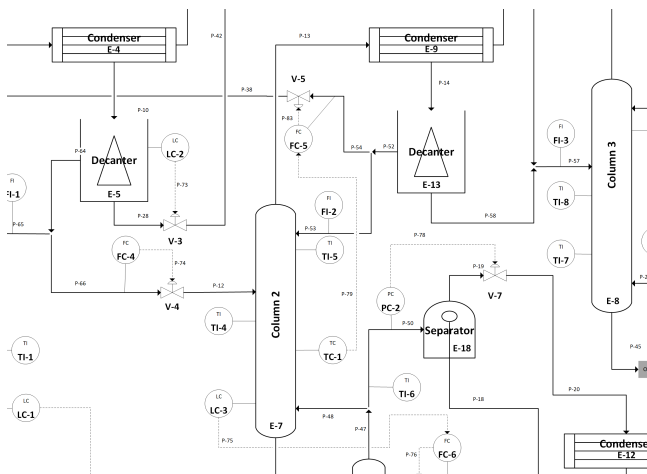 Condenser
E-4
P-42
P-13
Condenser
E-9
P-38
P-10
V-5
P-14
P-83
P-64
Decanter
E-5
LC
LC-2
P-73
FC
FC-5
P-54
P-52
Decanter
E-13
FI
FI-3
P-57
Column 3
FI
FI-1
P-65
P-28
V-3
FI
FI-2
P-53
P-58
TI
TI-8
FC
FC-4
P-74
TI
TI-5
P-78
TI
TI-7
P-66
V-4
P-12
Column 2
P-79
PC
PC-2
P-50
P-19
V-7
E-8
TI
TI-4
Separator
E-18
TI
TI-1
TC
TC-1
P-45
TI
TI-6
P-20
LC
LC-1
LC
LC-3
P-48
P-18
E-7
P-47
P-75
P-76
FC
FC-6
E-12